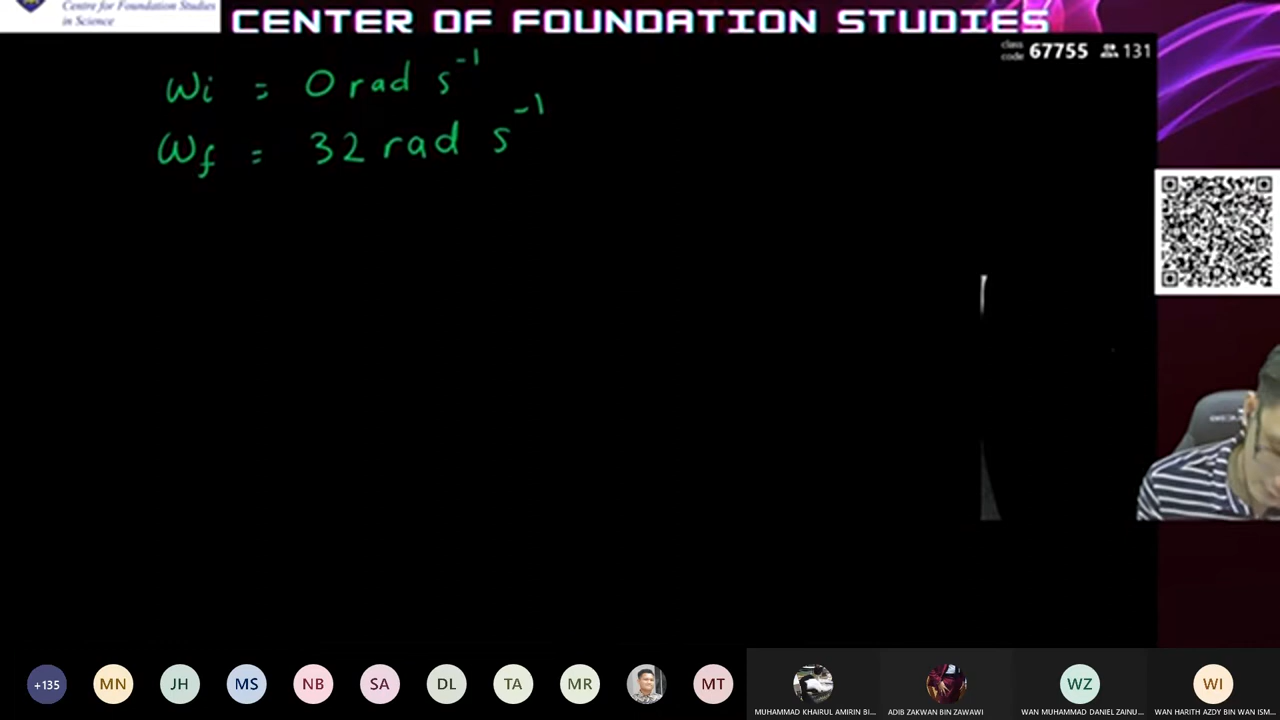 Centre for Foundation Studies
in Science
CENTER OF FOUNDATION STUDIES
class
code 67755 131
ωi = 0 rad s⁻¹
ωf = 32 rad s⁻¹
+135
MN
JH
MS
NB
SA
DL
TA
MR
MT
WZ
WI
MUHAMMAD KHAIRUL AMIRIN BI...
ADIB ZAKWAN BIN ZAWAWI
WAN MUHAMMAD DANIEL ZAINU...
WAN HARITH AZDY BIN WAN ISM...